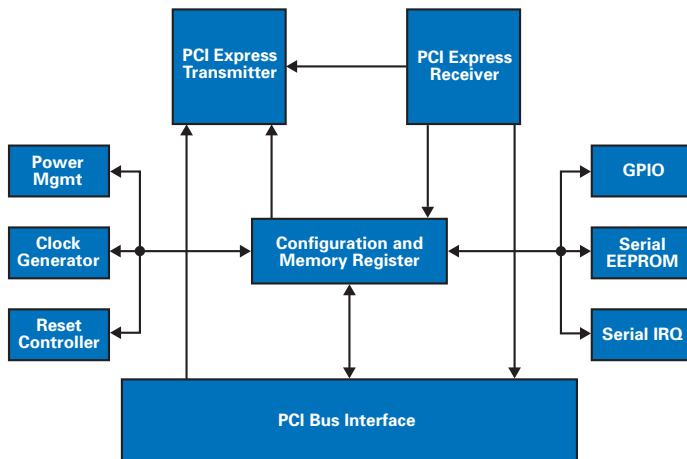 PCI Express
Transmitter
PCI Express
Receiver
Power
Mgmt
GPIO
Clock
Generator
Configuration and
Memory Register
Serial
EEPROM
Reset
Controller
Serial IRQ
PCI Bus Interface